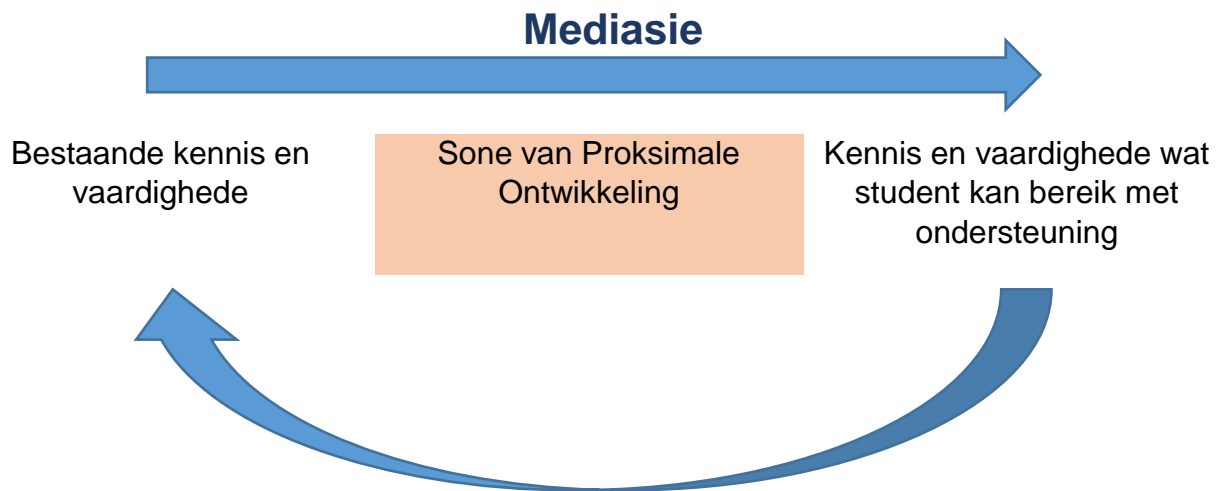 Mediasie
Bestaande kennis en
vaardighede
Sone van Proksimale
Ontwikkeling
Kennis en vaardighede wat
student kan bereik met
ondersteuning